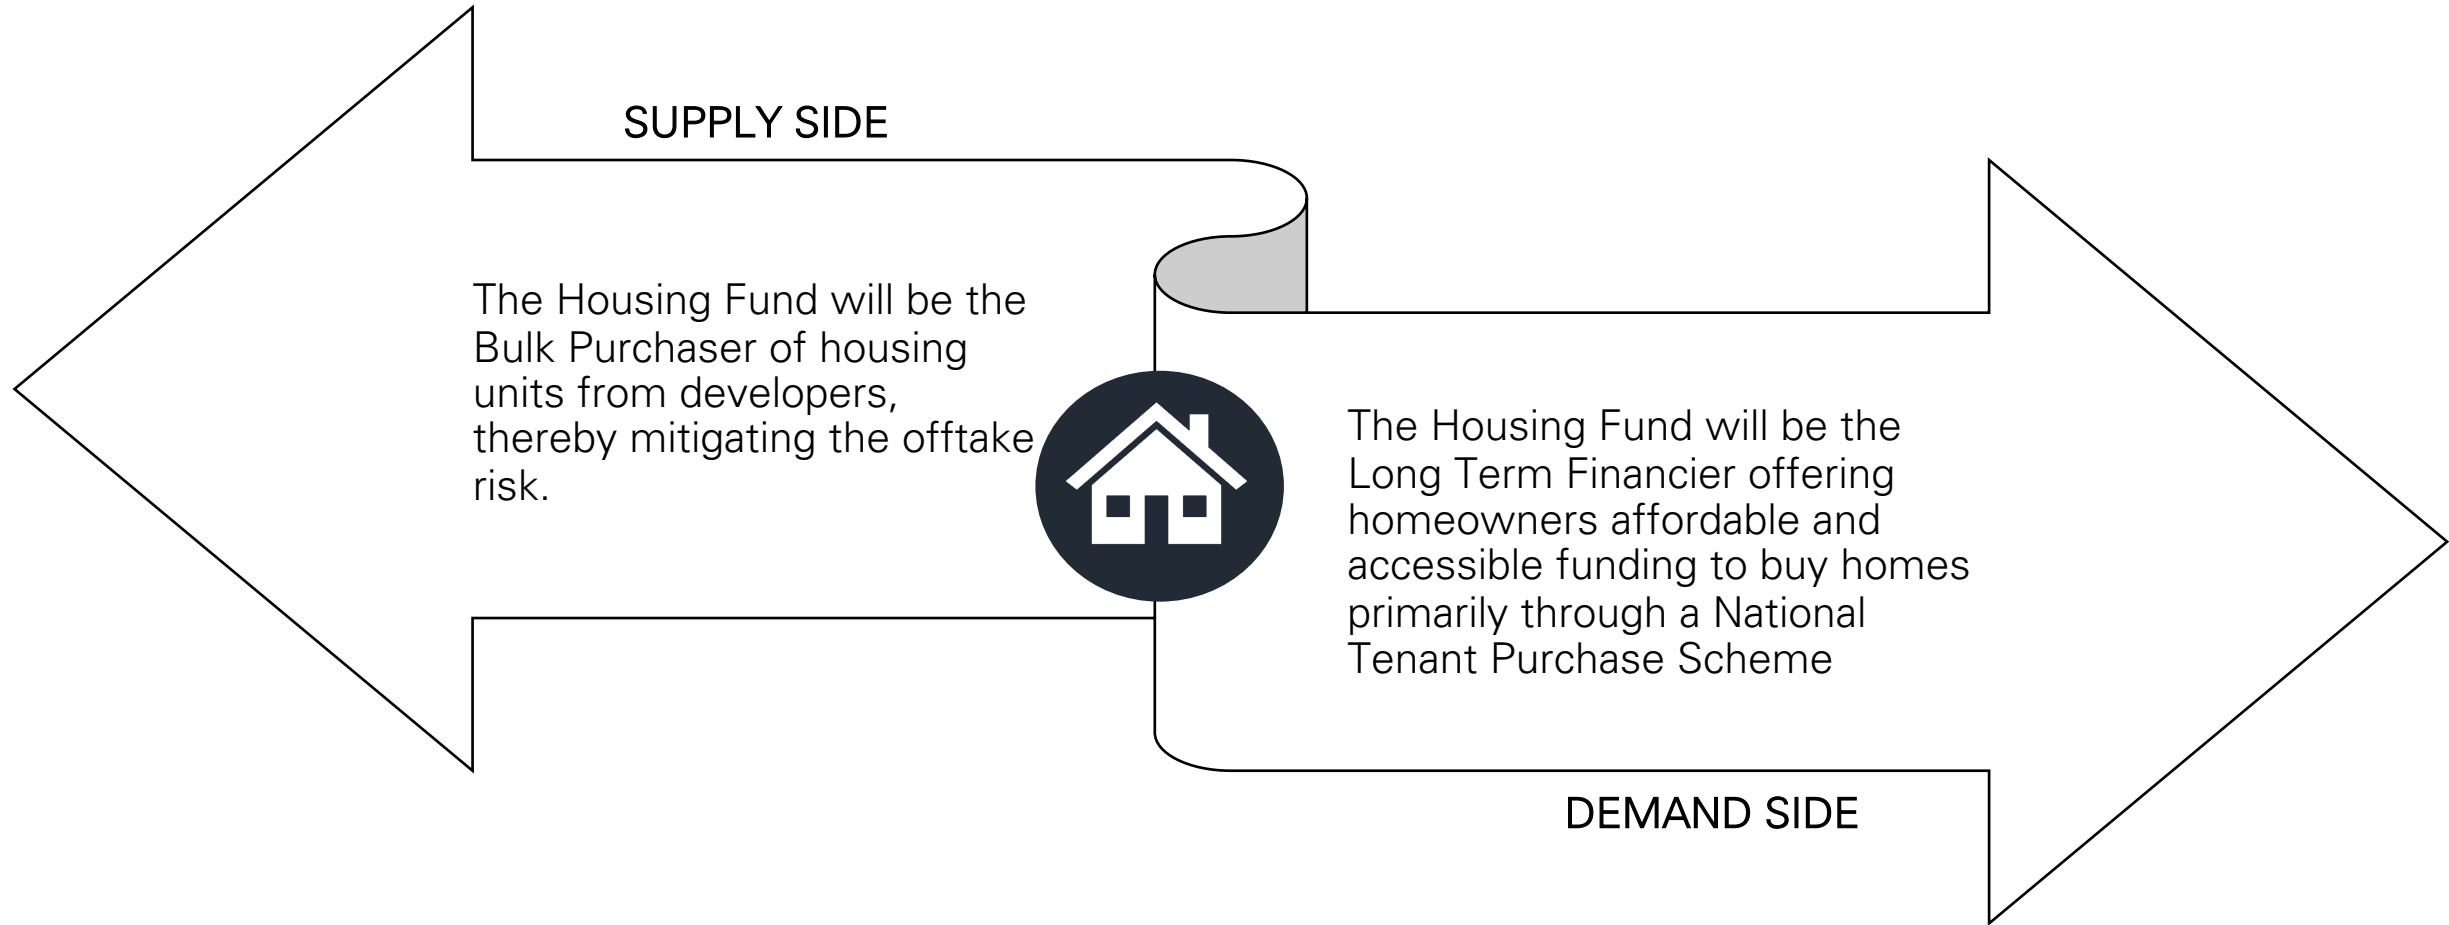 SUPPLY SIDE
The Housing Fund will be the
Bulk Purchaser of housing
units from developers,
thereby mitigating the offtake
risk.
The Housing Fund will be the
Long Term Financier offering
homeowners affordable and
accessible funding to buy homes
primarily through a National
Tenant Purchase Scheme
DEMAND SIDE